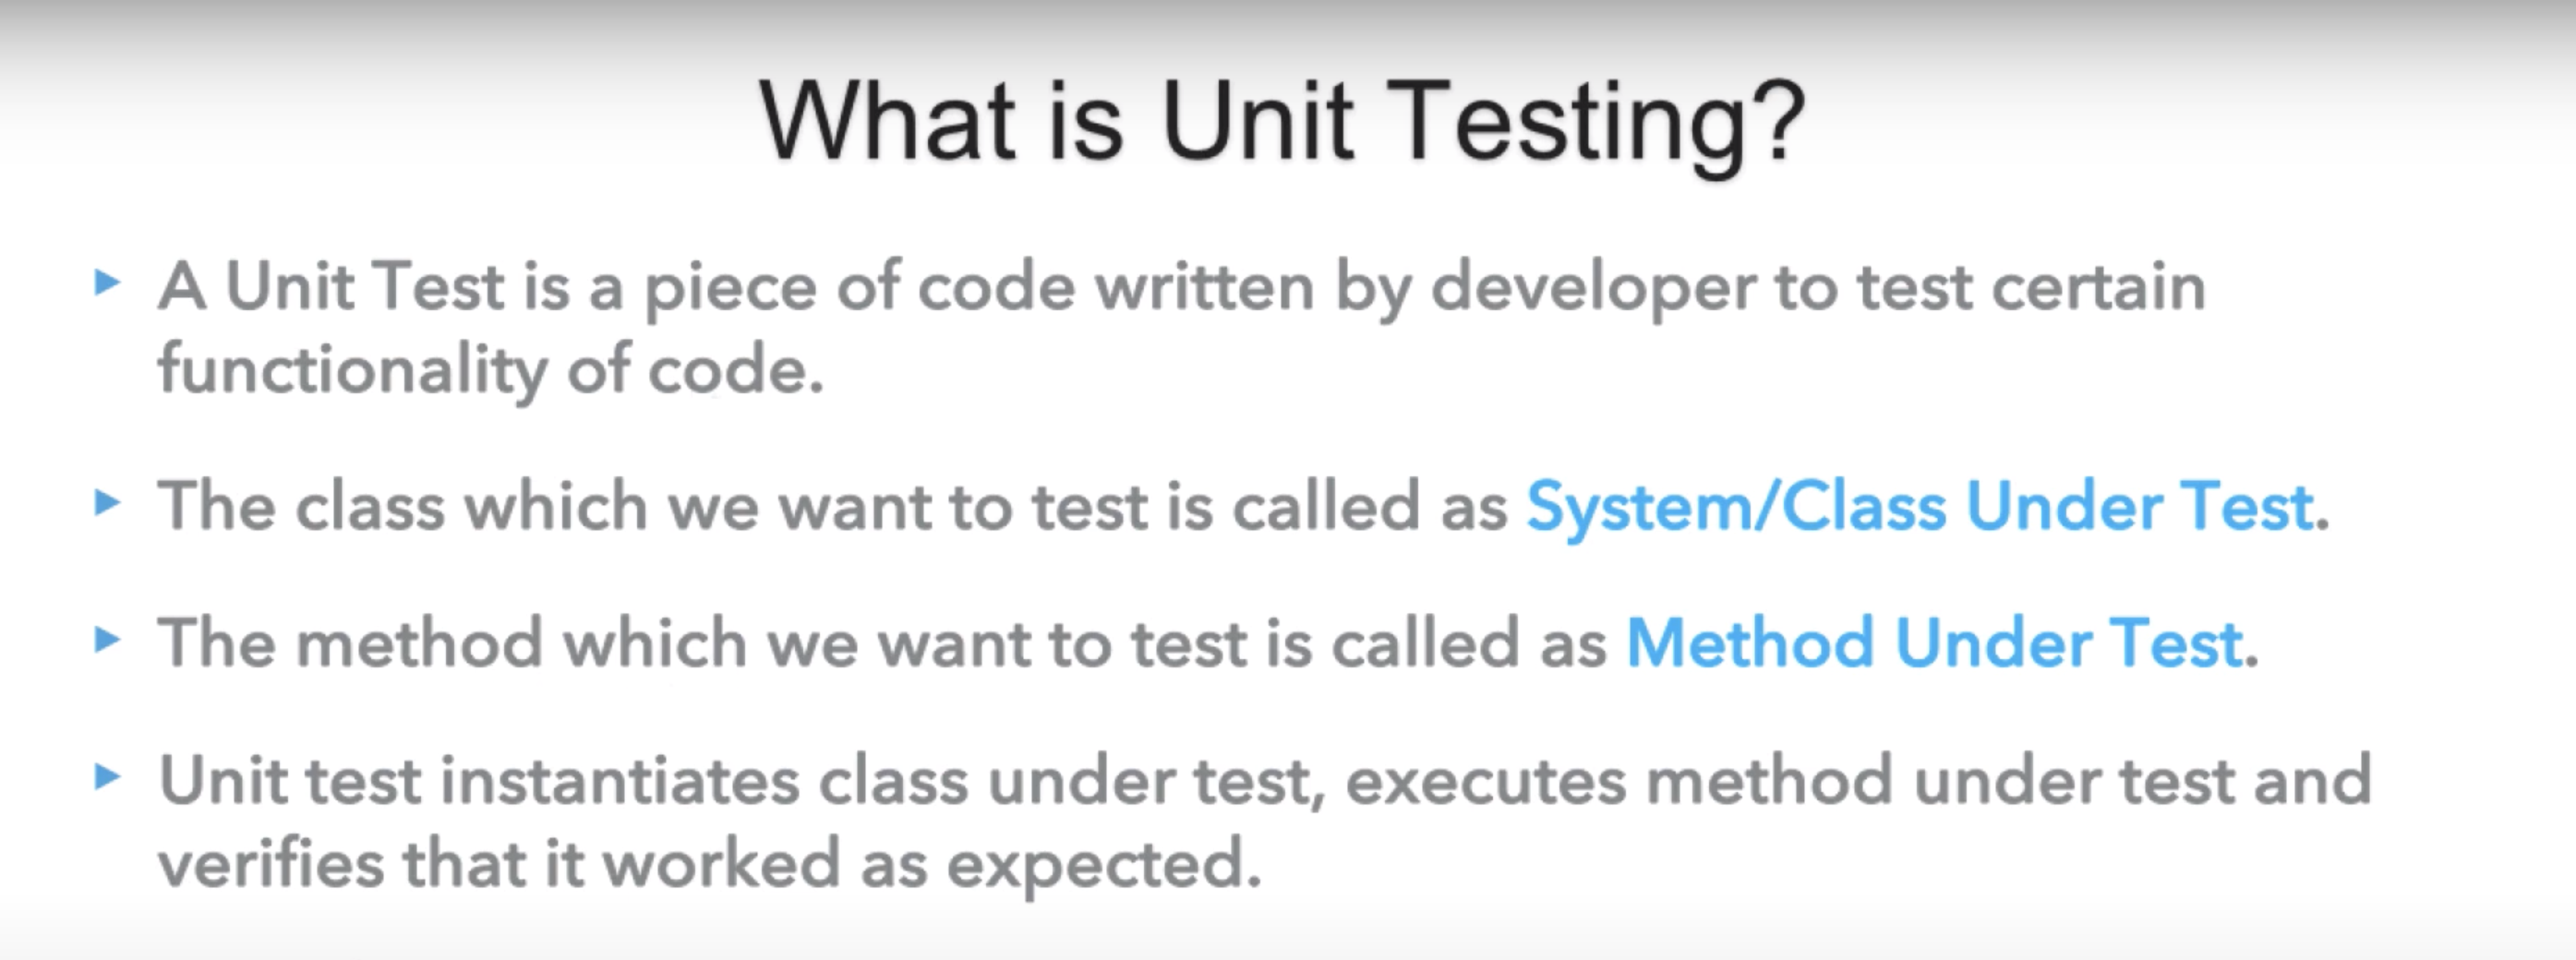 What is Unit Testing?
A Unit Test is a piece of code written by developer to test certain
functionality of code.
The class which we want to test is called as System/Class Under Test.
The method which we want to test is called as Method Under Test.
Unit test instantiates class under test, executes method under test and
verifies that it worked as expected.